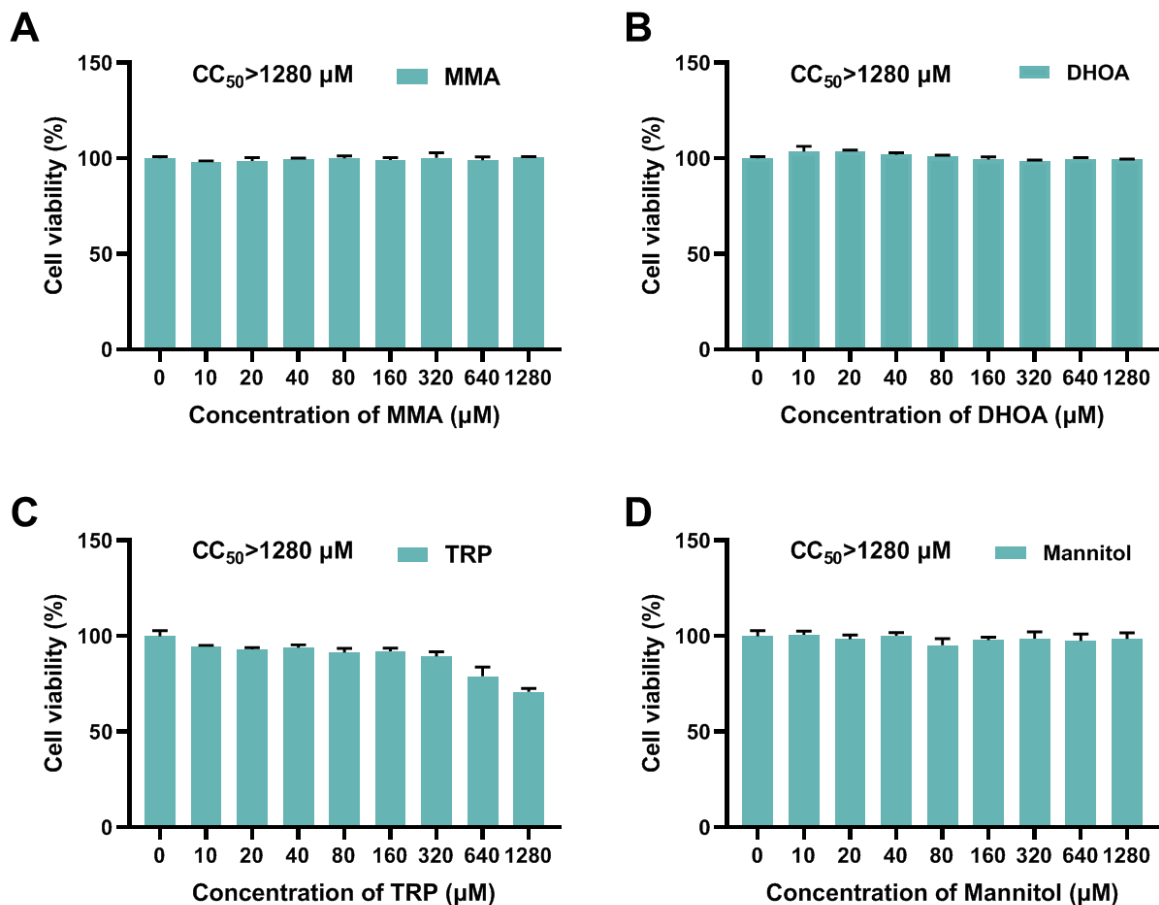 A
CC50>1280 µM
MMA
Cell viability (%)
150
100
50
0
0 10 20 40 80 160 320 640 1280
Concentration of MMA (µM)
B
CC50>1280 µM
DHOA
Cell viability (%)
150
100
50
0
0 10 20 40 80 160 320 640 1280
Concentration of DHOA (µM)
C
CC50>1280 µM
TRP
Cell viability (%)
150
100
50
0
0 10 20 40 80 160 320 640 1280
Concentration of TRP (µM)
D
CC50>1280 µM
Mannitol
Cell viability (%)
150
100
50
0
0 10 20 40 80 160 320 640 1280
Concentration of Mannitol (µM)